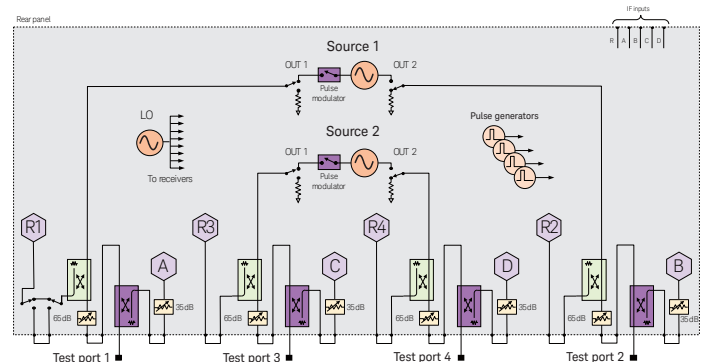 Rear panel
IF inputs
R A B C D
Source 1
OUT 1
OUT 2
Pulse
modulator
LO
To receivers
Source 2
OUT 1
OUT 2
Pulse
modulator
Pulse generators
R1
A
R3
C
R4
D
R2
B
65dB
35dB
65dB
35dB
65dB
35dB
65dB
35dB
Test port 1
Test port 3
Test port 4
Test port 2